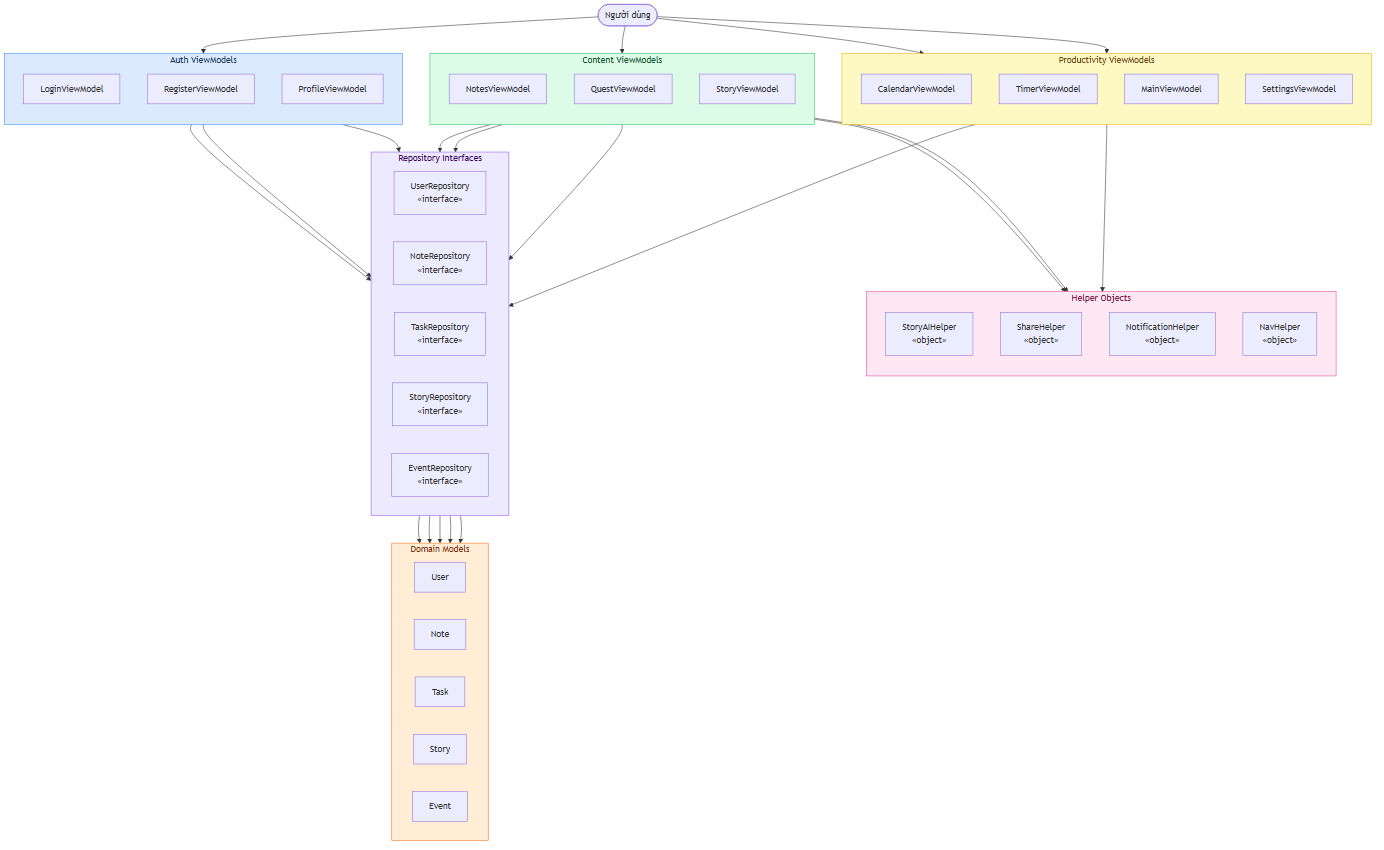 Người dùng
Auth ViewModels
LoginViewModel
RegisterViewModel
ProfileViewModel
Content ViewModels
NotesViewModel
QuestViewModel
StoryViewModel
Productivity ViewModels
CalendarViewModel
TimerViewModel
MainViewModel
SettingsViewModel
Repository Interfaces
UserRepository
«interface»
NoteRepository
«interface»
TaskRepository
«interface»
StoryRepository
«interface»
EventRepository
«interface»
Helper Objects
StoryAIHelper
«object»
ShareHelper
«object»
NotificationHelper
«object»
NavHelper
«object»
Domain Models
User
Note
Task
Story
Event